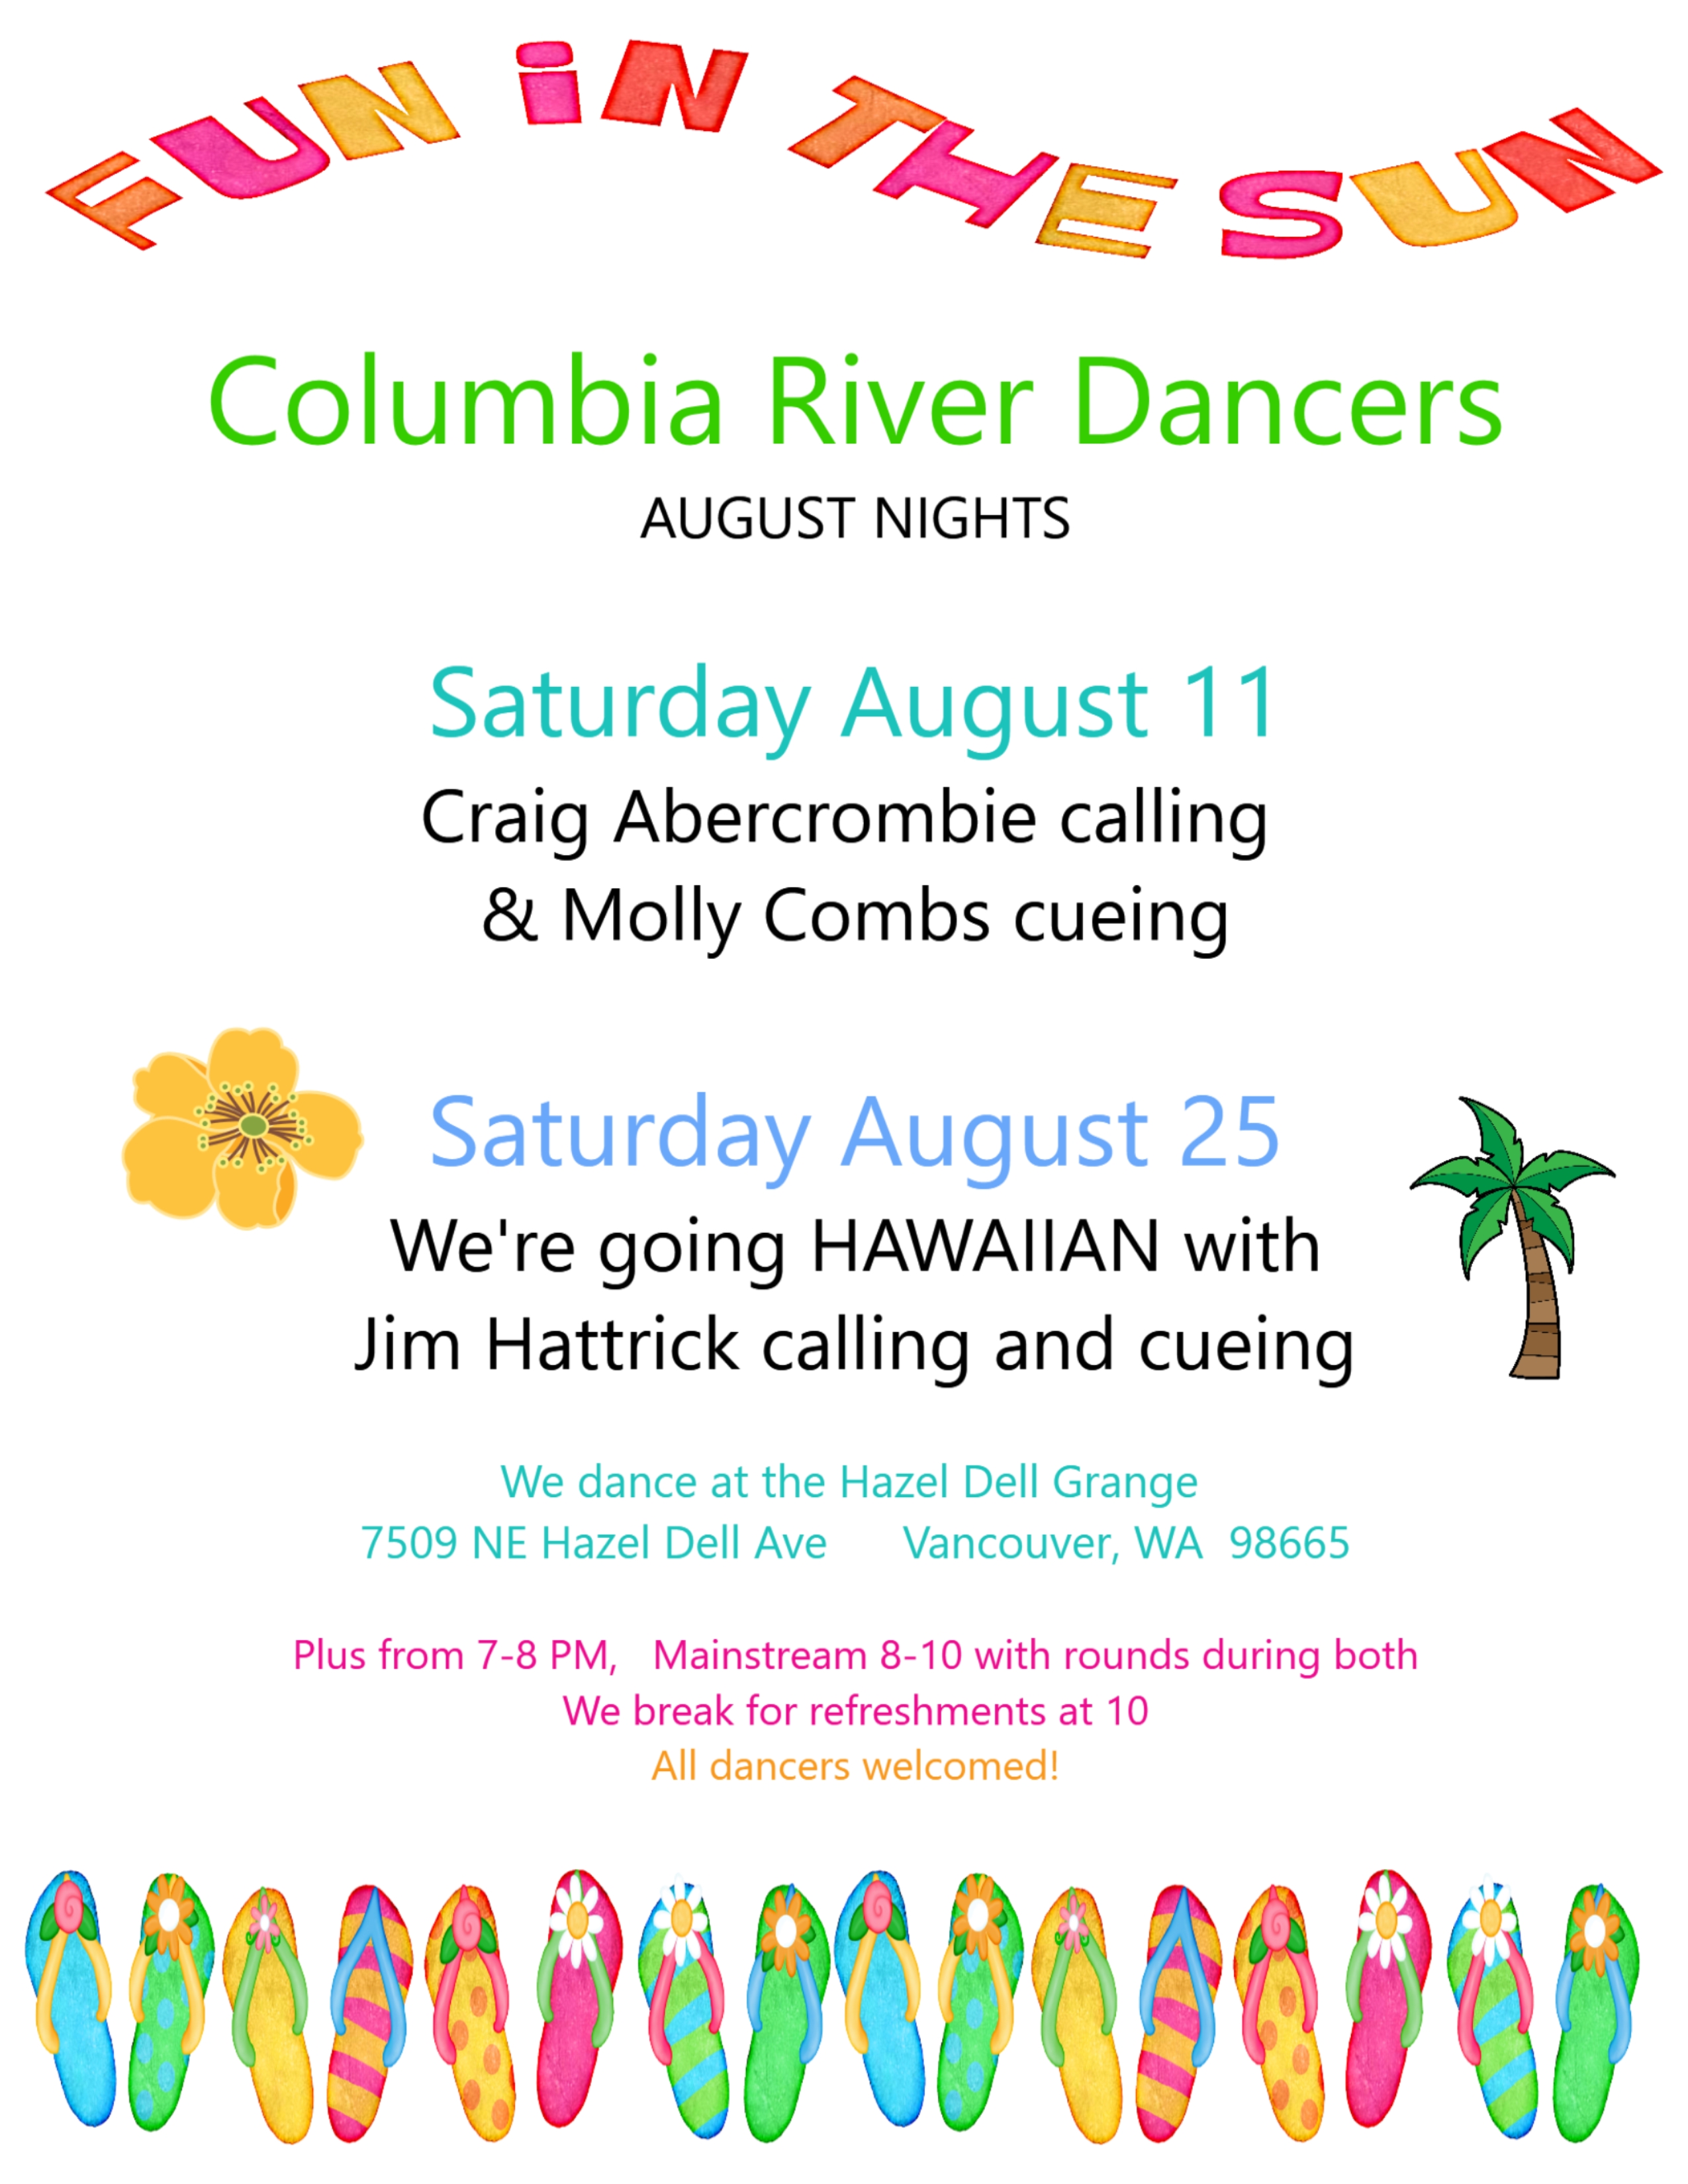 FUN iN THE SUN
Columbia River Dancers
AUGUST NIGHTS
Saturday August 11
Craig Abercrombie calling
& Molly Combs cueing
Saturday August 25
We're going HAWAIIAN with
Jim Hattrick calling and cueing
We dance at the Hazel Dell Grange
7509 NE Hazel Dell Ave Vancouver, WA 98665
Plus from 7-8 PM, Mainstream 8-10 with rounds during both
We break for refreshments at 10
All dancers welcomed!